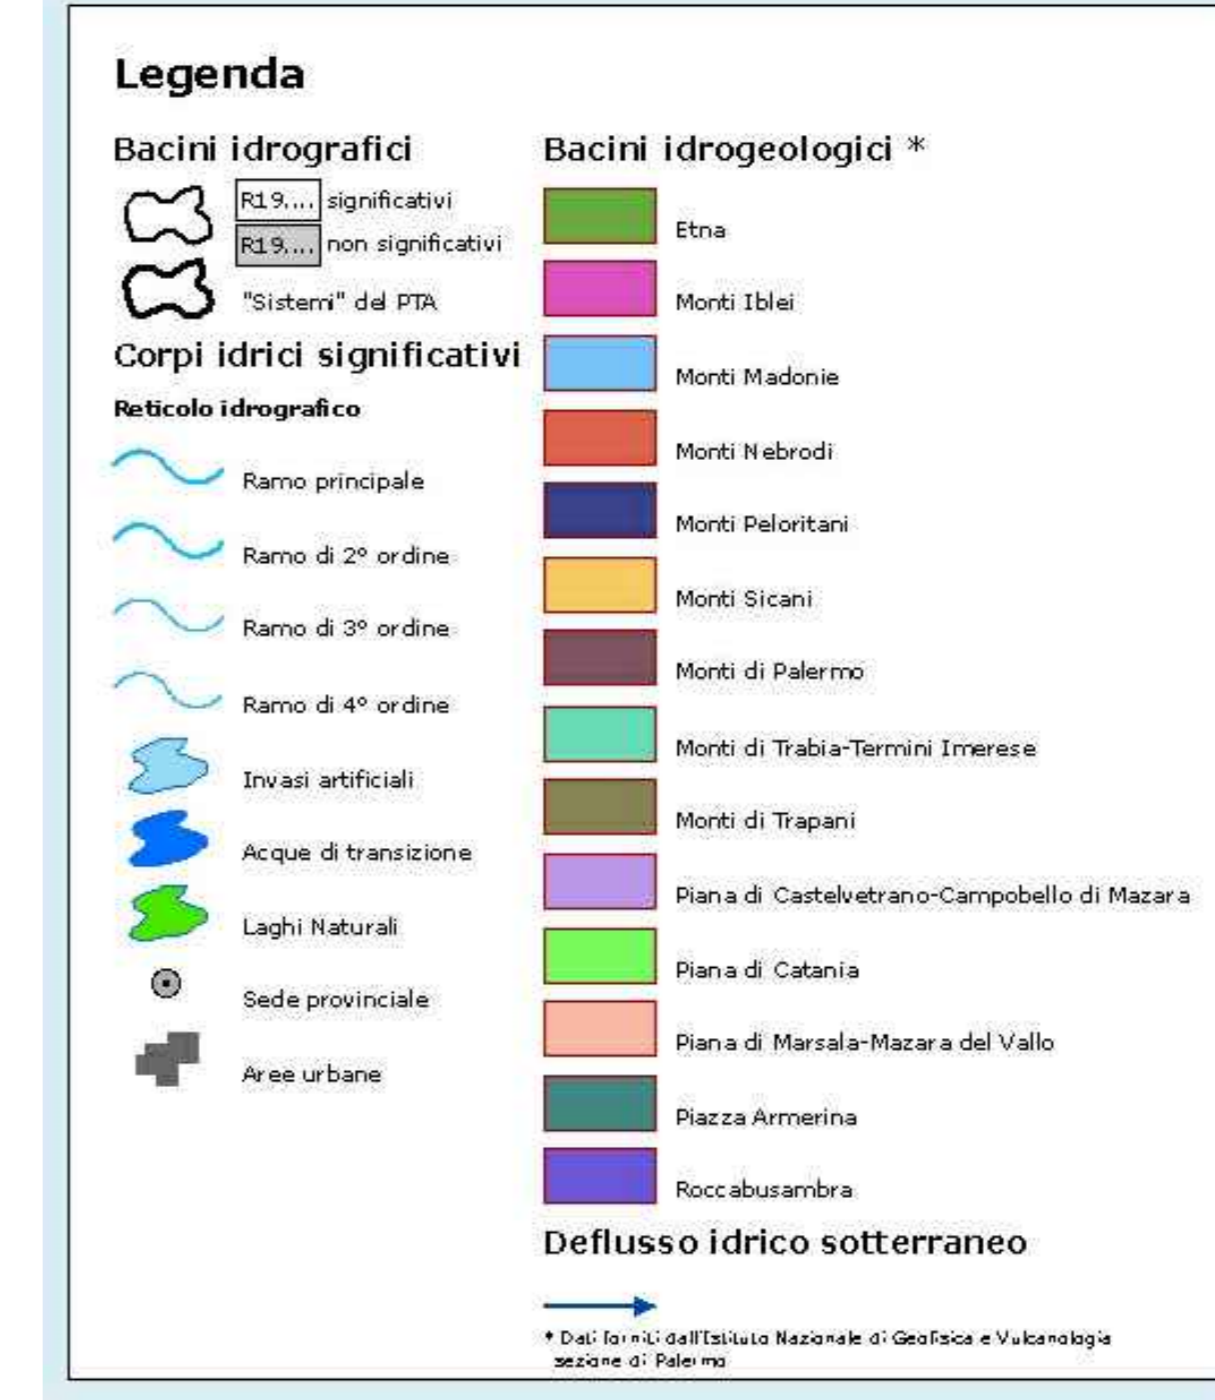 Legenda
Bacini idrografici
R19.... significativi
R19.... non significativi
"Sistemi" del PTA
Corpi idrici significativi
Reticolo idrografico
Ramo principale
Ramo di 2º ordine
Ramo di 3º ordine
Ramo di 4º ordine
Invasi artificiali
Acque di transizione
Laghi Naturali
Sede provinciale
Aree urbane
Bacini idrogeologici *
Etna
Monti Iblei
Monti Madonie
Monti Nebrodi
Monti Peloritani
Monti Sicani
Monti di Palermo
Monti di Trabia-Termini Imerese
Monti di Trapani
Piana di Castelvetrano-Campobello di Mazara
Piana di Catania
Piana di Marsala-Mazara del Vallo
Piazza Armerina
Roccabusambra
Deflusso idrico sotterraneo
* Dati forniti dall'Istituto Nazionale di Geofisica e Vulcanologia
sezione di Palermo